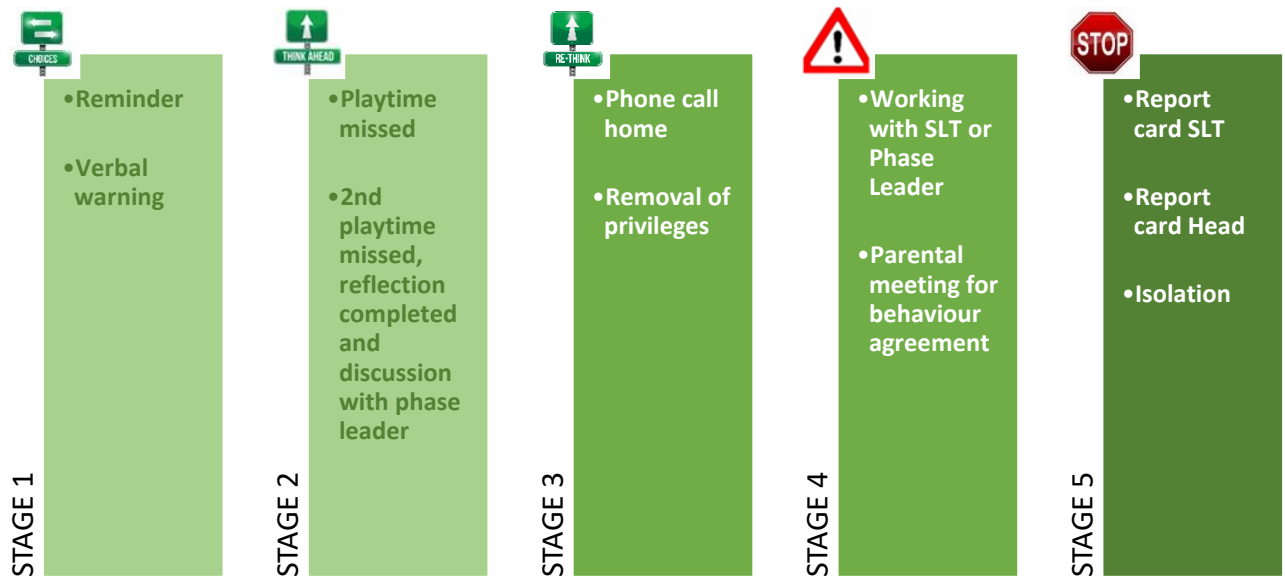 CHOICES
STAGE 1
•Reminder
•Verbal
warning
THINK AHEAD
STAGE 2
•Playtime
missed
•2nd
playtime
missed,
reflection
completed
and
discussion
with phase
leader
RE-THINK
STAGE 3
•Phone call
home
•Removal of
privileges
STAGE 4
•Working
with SLT or
Phase
Leader
•Parental
meeting for
behaviour
agreement
STOP
STAGE 5
•Report
card SLT
•Report
card Head
•Isolation